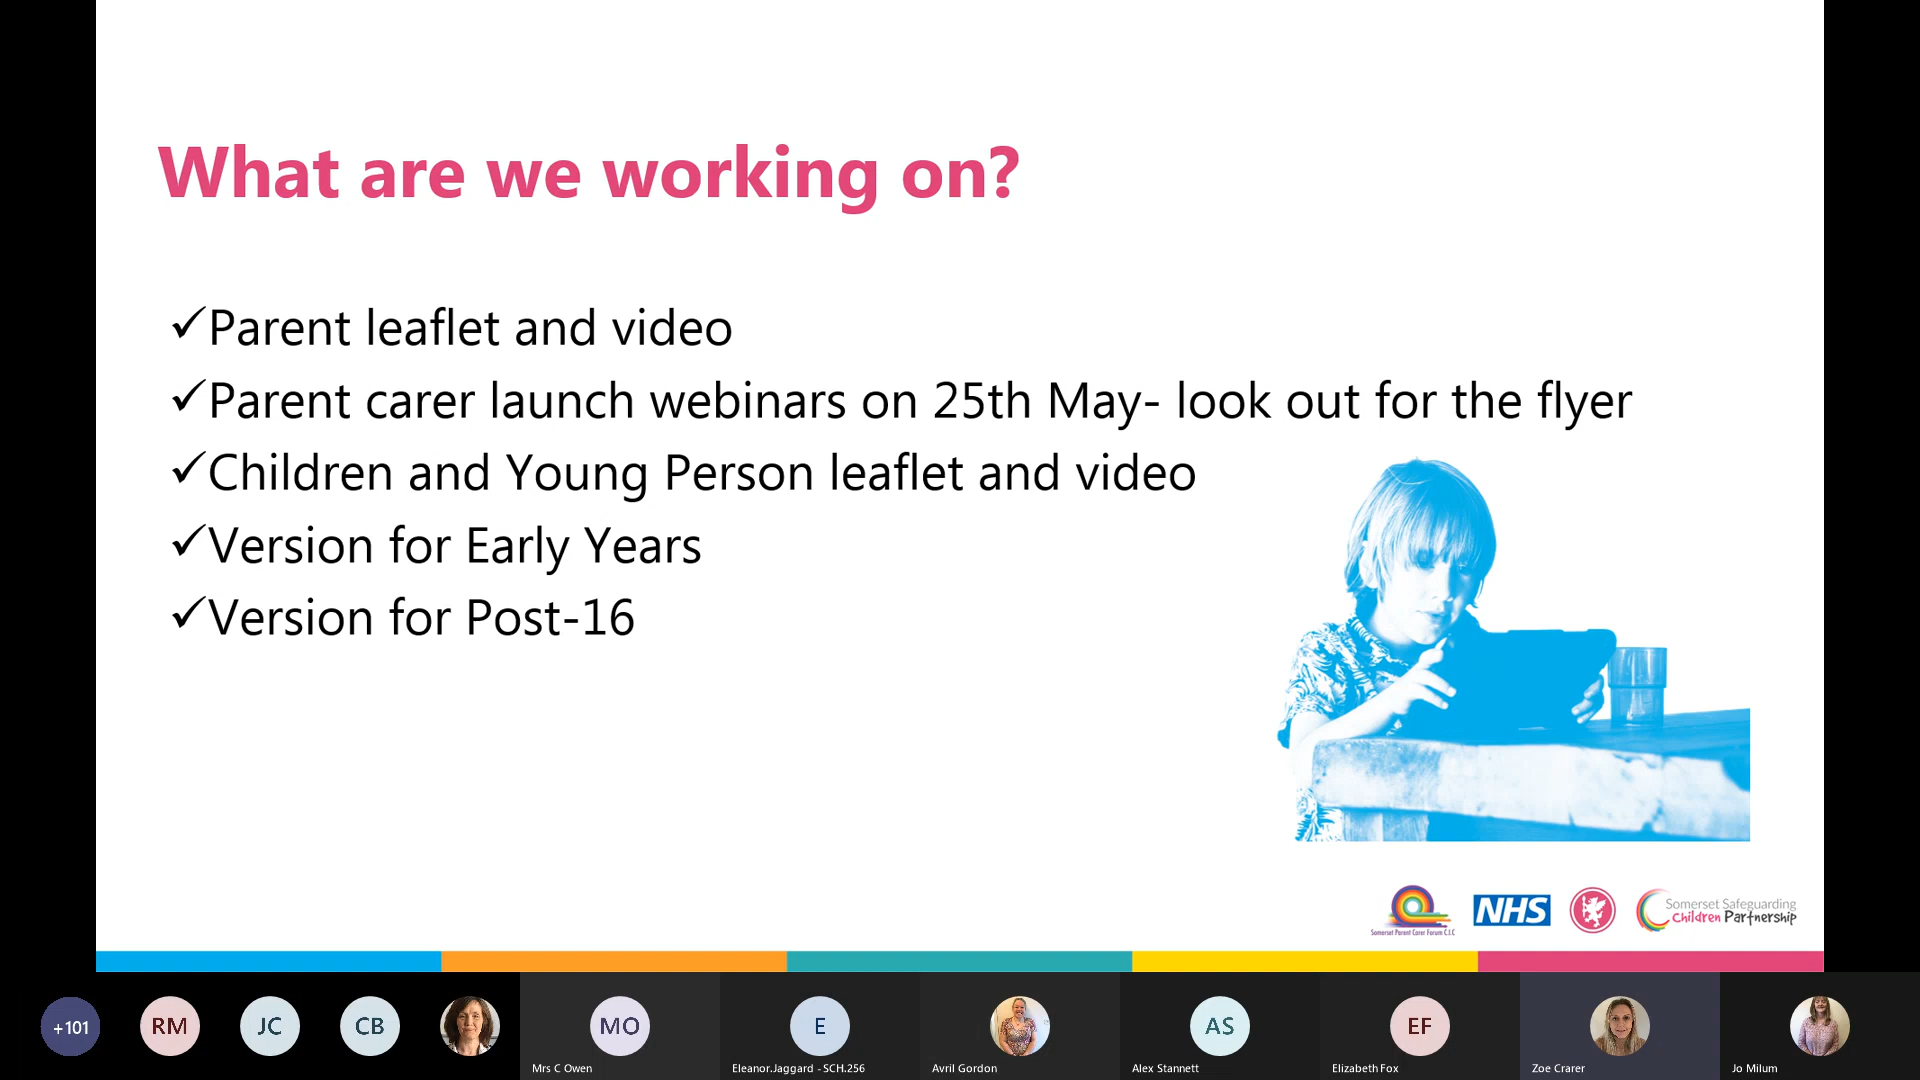 What are we working on?
✓Parent leaflet and video
✓Parent carer launch webinars on 25th May- look out for the flyer
✓Children and Young Person leaflet and video
✓Version for Early Years
✓Version for Post-16
Somerset Parent Carer Forum C.I.C
NHS
Somerset Safeguarding
Children Partnership
+101
RM
JC
CB
MO
E
AS
EF
Mrs C Owen
Eleanor.Jaggard - SCH.256
Avril Gordon
Alex Stannett
Elizabeth Fox
Zoe Crarer
Jo Milum